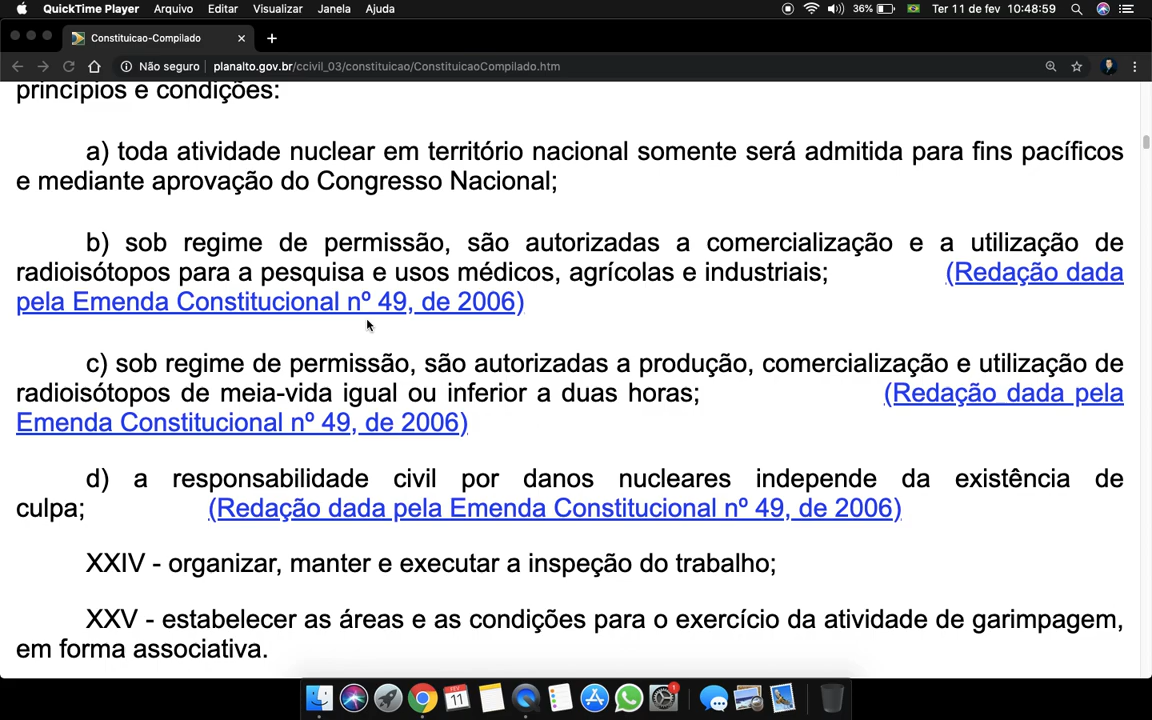 QuickTime Player Arquivo Editar Visualizar Janela Ajuda 36% Ter 11 de fev 10:48:59
Constituicao-Compilado
Não seguro planalto.gov.br/ccivil_03/constituicao/ConstituicaoCompilado.htm
princípios e condições:
a) toda atividade nuclear em território nacional somente será admitida para fins pacíficos
e mediante aprovação do Congresso Nacional;
b) sob regime de permissão, são autorizadas a comercialização e a utilização de
radioisótopos para a pesquisa e usos médicos, agrícolas e industriais; (Redação dada
pela Emenda Constitucional nº 49, de 2006)
c) sob regime de permissão, são autorizadas a produção, comercialização e utilização de
radioisótopos de meia-vida igual ou inferior a duas horas; (Redação dada pela
Emenda Constitucional nº 49, de 2006)
d) a responsabilidade civil por danos nucleares independe da existência de
culpa; (Redação dada pela Emenda Constitucional nº 49, de 2006)
XXIV - organizar, manter e executar a inspeção do trabalho;
XXV - estabelecer as áreas e as condições para o exercício da atividade de garimpagem,
em forma associativa.
FEV
11
1